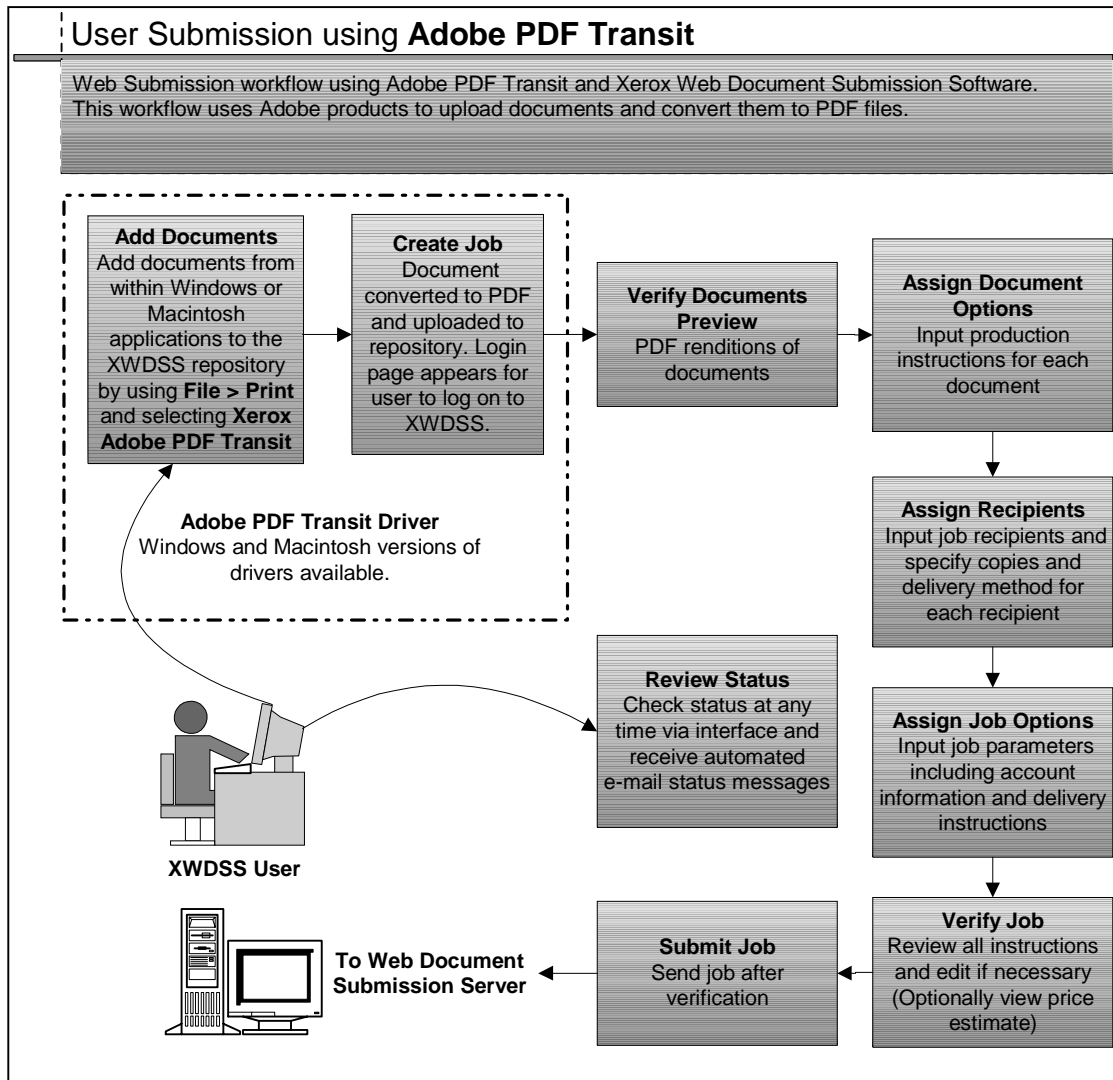 User Submission using Adobe PDF Transit
Web Submission workflow using Adobe PDF Transit and Xerox Web Document Submission Software.
This workflow uses Adobe products to upload documents and convert them to PDF files.
Add Documents
Add documents from
within Windows or
Macintosh
applications to the
XWDSS repository
by using File > Print
and selecting Xerox
Adobe PDF Transit
Create Job
Document
converted to PDF
and uploaded to
repository. Login
page appears for
user to log on to
XWDSS.
Verify Documents
Preview
PDF renditions of
documents
Assign Document
Options
Input production
instructions for each
document
Adobe PDF Transit Driver
Windows and Macintosh versions of
drivers available.
Assign Recipients
Input job recipients and
specify copies and
delivery method for
each recipient
Review Status
Check status at any
time via interface and
receive automated
e-mail status messages
Assign Job Options
Input job parameters
including account
information and delivery
instructions
XWDSS User
Verify Job
Review all instructions
and edit if necessary
(Optionally view price
estimate)
Submit Job
Send job after
verification
To Web Document
Submission Server